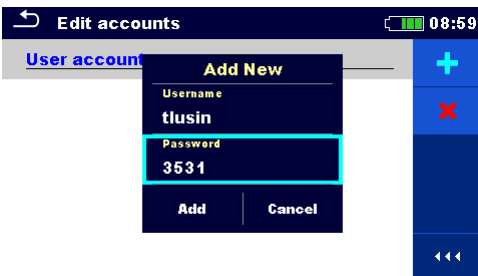 Edit accounts
08:59
User account
Add New
Username
tlusin
Password
3531
Add
Cancel